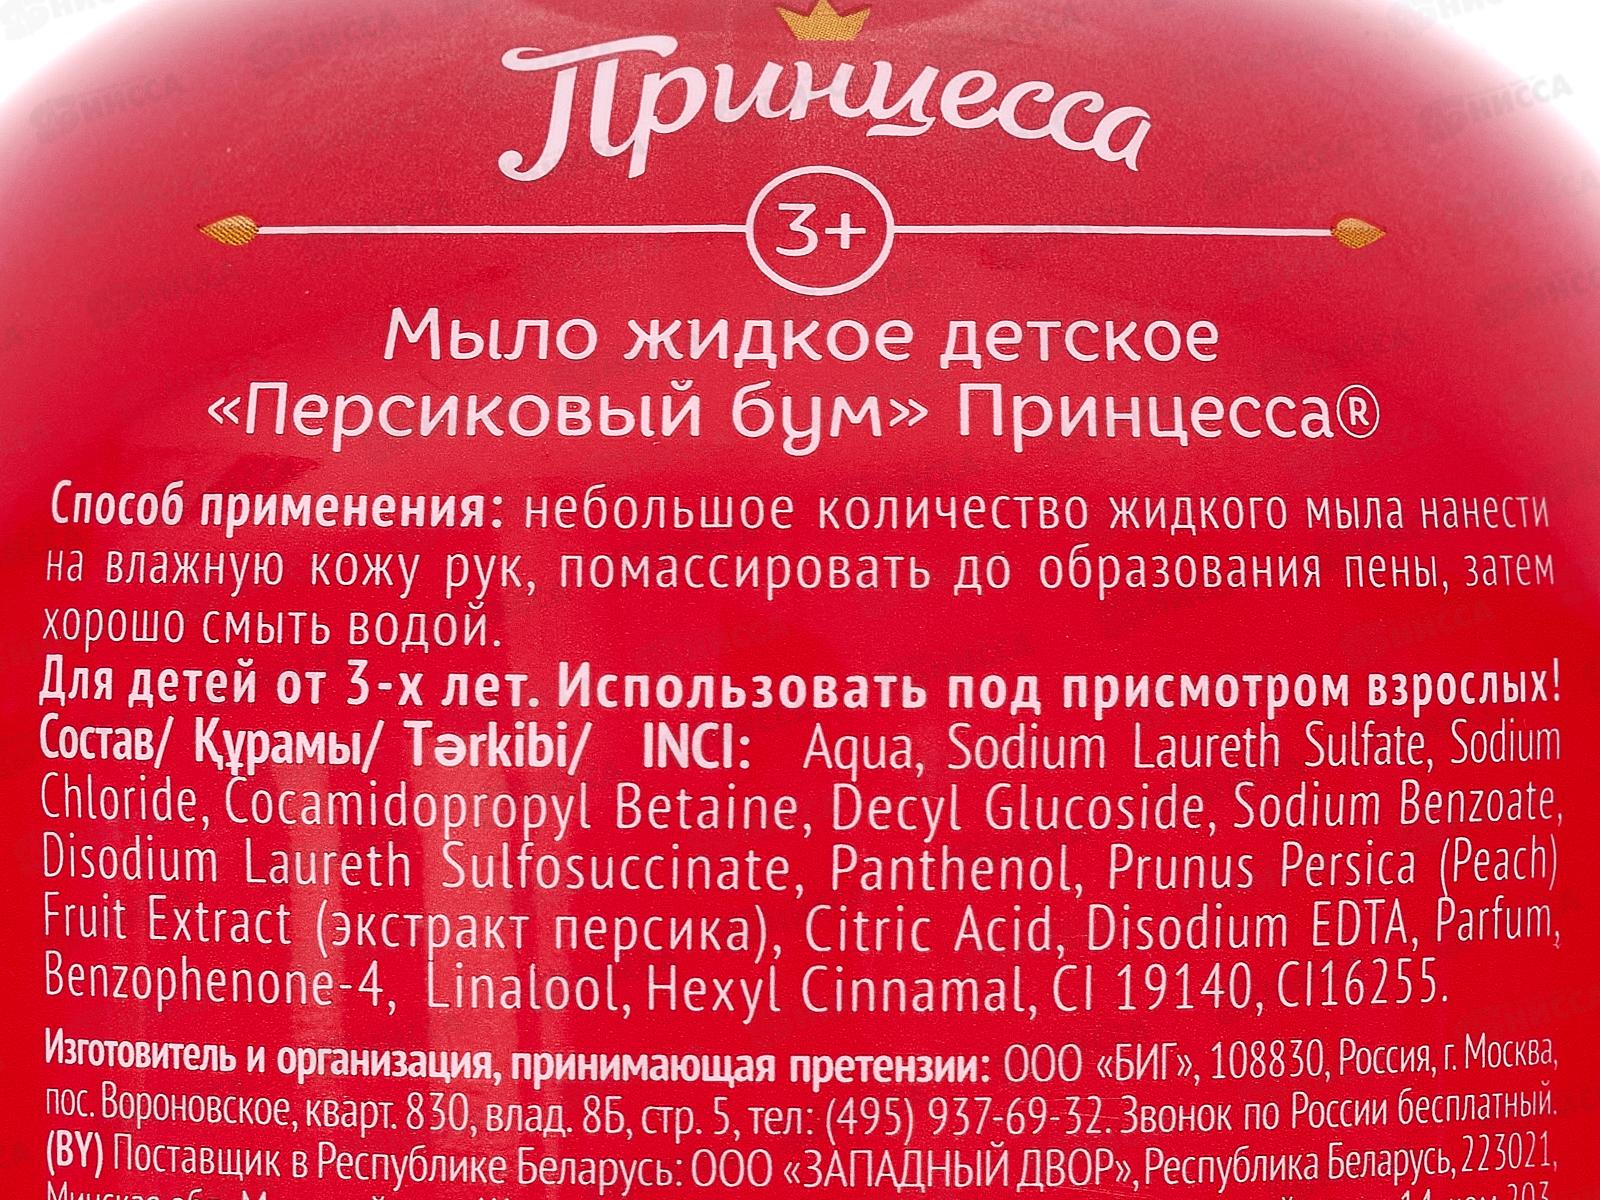 Принцесса
3+
Мыло жидкое детское
«Персиковый бум» Принцесса®
Способ применения: небольшое количество жидкого мыла нанести
на влажную кожу рук, помассировать до образования пены, затем
хорошо смыть водой.
Для детей от 3-х лет. Использовать под присмотром взрослых!
Состав/ Құрамы/ Tərkibi/ INCI: Aqua, Sodium Laureth Sulfate, Sodium
Chloride, Cocamidopropyl Betaine, Decyl Glucoside, Sodium Benzoate,
Disodium Laureth Sulfosuccinate, Panthenol, Prunus Persica (Peach)
Fruit Extract (экстракт персика), Citric Acid, Disodium EDTA, Parfum,
Benzophenone-4, Linalool, Hexyl Cinnamal, CI 19140, CI16255.
Изготовитель и организация, принимающая претензии: ООО «БИГ», 108830, Россия, г. Москва,
пос. Вороновское, кварт. 830, влад. 8Б, стр. 5, тел: (495) 937-69-32. Звонок по России бесплатный.
(BY) Поставщик в Республике Беларусь: ООО «ЗАПАДНЫЙ ДВОР», Республика Беларусь, 223021,